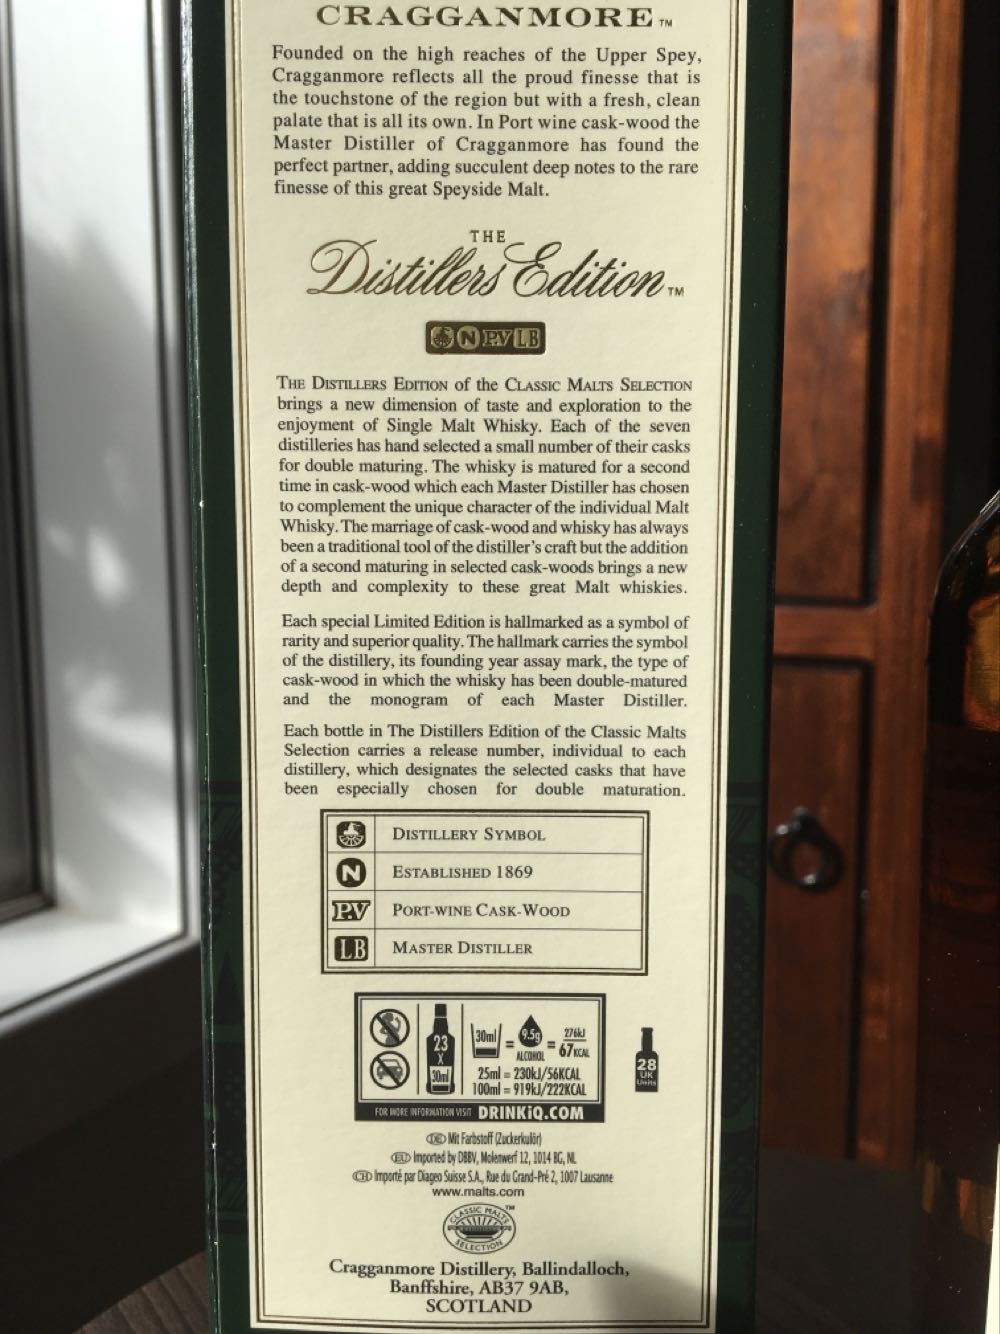 CRAGGANMORE™
Founded on the high reaches of the Upper Spey,
Cragganmore reflects all the proud finesse that is
the touchstone of the region but with a fresh, clean
palate that is all its own. In Port wine cask-wood the
Master Distiller of Cragganmore has found the
perfect partner, adding succulent deep notes to the rare
finesse of this great Speyside Malt.
THE
Distillers Edition™
N P.V LB
THE DISTILLERS EDITION of the CLASSIC MALTS SELECTION
brings a new dimension of taste and exploration to the
enjoyment of Single Malt Whisky. Each of the seven
distilleries has hand selected a small number of their casks
for double maturing. The whisky is matured for a second
time in cask-wood which each Master Distiller has chosen
to complement the unique character of the individual Malt
Whisky. The marriage of cask-wood and whisky has always
been a traditional tool of the distiller's craft but the addition
of a second maturing in selected cask-woods brings a new
depth and complexity to these great Malt whiskies.
Each special Limited Edition is hallmarked as a symbol of
rarity and superior quality. The hallmark carries the symbol
of the distillery, its founding year assay mark, the type of
cask-wood in which the whisky has been double-matured
and the monogram of each Master Distiller.
Each bottle in The Distillers Edition of the Classic Malts
Selection carries a release number, individual to each
distillery, which designates the selected casks that have
been especially chosen for double maturation.
DISTILLERY SYMBOL
N ESTABLISHED 1869
P.V PORT-WINE CASK-WOOD
LB MASTER DISTILLER
23 X 30ml
30ml = 9.5g ALCOHOL = 276kJ 67KCAL
25ml = 230kJ/56KCAL
100ml = 919kJ/222KCAL
FOR MORE INFORMATION VISIT DRINKiQ.COM
28 UK Units
DE Mit Farbstoff (Zuckerkulör)
EU Imported by DBBV, Molenwerf 12, 1014 BG, NL
CH Importé par Diageo Suisse S.A., Rue du Grand-Pré 2, 1007 Lausanne
www.malts.com
CLASSIC MALTS SELECTION™
Cragganmore Distillery, Ballindalloch,
Banffshire, AB37 9AB,
SCOTLAND